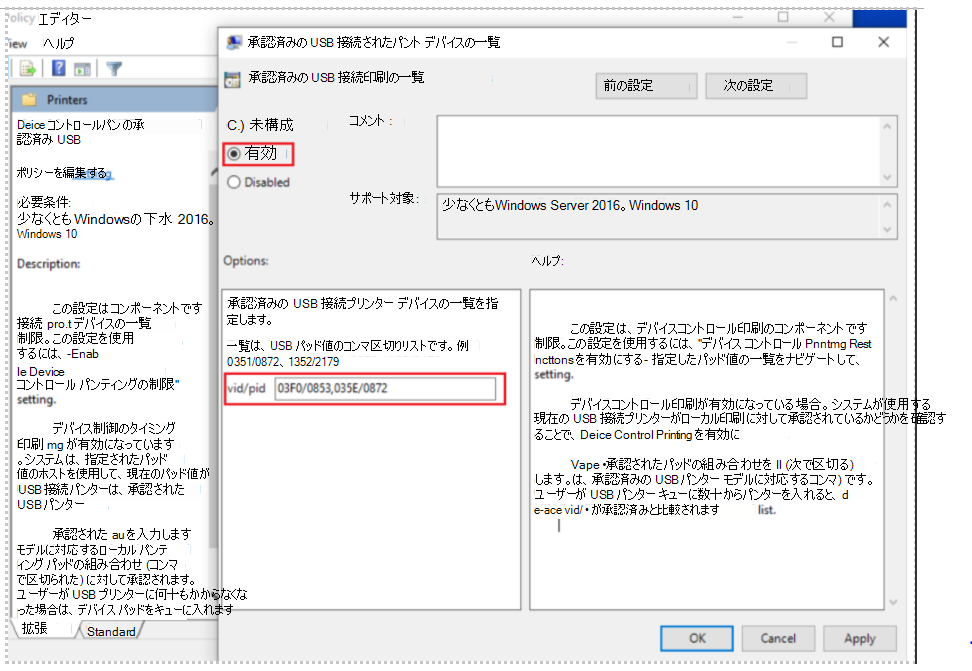 Policy エディター
iew ヘルプ
Printers
Deice コントロールパンの承
認済み USB
ポリシーを編集する
必要条件:
少なくとも Windowsの下水 2016。
Windows 10
Description:
この設定はコンポーネントです
接続 pro.t デバイスの一覧
制限。この設定を使用
するには、-Enab
le Device
コントロール パンティングの制限"
setting.
デバイス制御のタイミング
印刷 mg が有効になっています
。システムは、指定されたパッド
値のホストを使用して、現在のパッド値が
USB接続パンターは、承認された
USBパンター
承認された auを入力します
モデルに対応するローカル パンテ
ィング パッドの組み合わせ (コンマ
で区切られた) に対して承認されます。
ユーザーが USB プリンターに何十もかからなくな
った場合は、デバイス パッドをキューに入れます
拡張
Standard
承認済みの USB 接続されたパント デバイスの一覧
承認済みの USB 接続印刷の一覧
前の設定
次の設定
C.) 未構成
コメント :
有効
Disabled
サポート対象:
少なくともWindows Server 2016。Windows 10
Options:
ヘルプ:
承認済みの USB 接続プリンター デバイスの一覧を指
定します。
一覧は、USB パッド値のコンマ区切りリストです。例
0351/0872、1352/2179
vid/pid
03F0/0853,035E/0872
この設定は、デバイスコントロール印刷のコンポーネントです
制限。この設定を使用するには、"デバイス コントロール Pnntmg Rest
ncttonsを有効にする- 指定したパッド値の一覧をナビゲートして、
setting.
デバイスコントロール印刷が有効になっている場合。システムが使用する
現在の USB 接続プリンターがローカル印刷に対して承認されているかどうかを確認す
ることで、Deice Control Printingを有効に
Vape •承認されたパッドの組み合わせを II (次で区切る)
します。は、承認済みの USBパンター モデルに対応するコンマ) です。
ユーザーが USB パンター キューに数十からパンターを入れると、d
e-ace vid/ • が承認済みと比較されます list.
OK
Cancel
Apply